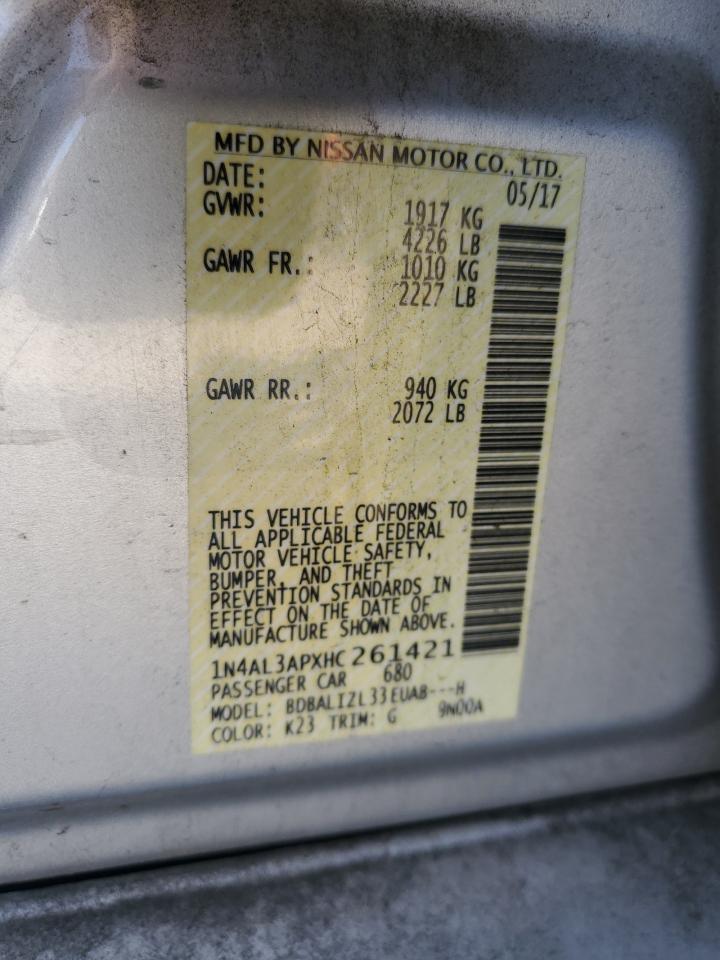 MFD BY NISSAN MOTOR CO., LTD.
DATE: 05/17
GVWR: 1917 KG
4226 LB
GAWR FR.: 1010 KG
2227 LB
GAWR RR.: 940 KG
2072 LB
THIS VEHICLE CONFORMS TO
ALL APPLICABLE FEDERAL
MOTOR VEHICLE SAFETY,
BUMPER, AND THEFT
PREVENTION STANDARDS IN
EFFECT ON THE DATE OF
MANUFACTURE SHOWN ABOVE.
1N4AL3APXHC 261421
PASSENGER CAR 680
MODEL: BDBALIZL33EUAB---H
COLOR: K23 TRIM: G 9N00A